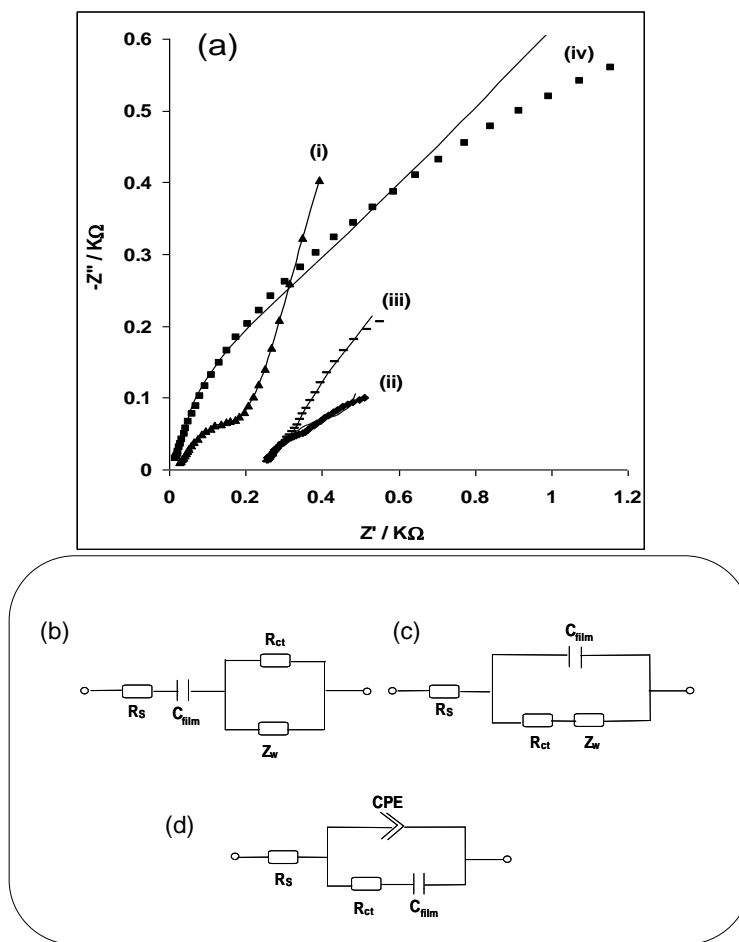 (a)
0.6
0.5
0.4
0.3
0.2
0.1
0
-Z'' / KΩ
(i)
(iv)
(iii)
(ii)
0 0.2 0.4 0.6 0.8 1 1.2
Z' / KΩ
(b)
Rct
RS
Cfilm
Zw
(c)
Cfilm
RS
Rct
Zw
(d)
CPE
RS
Rct
Cfilm